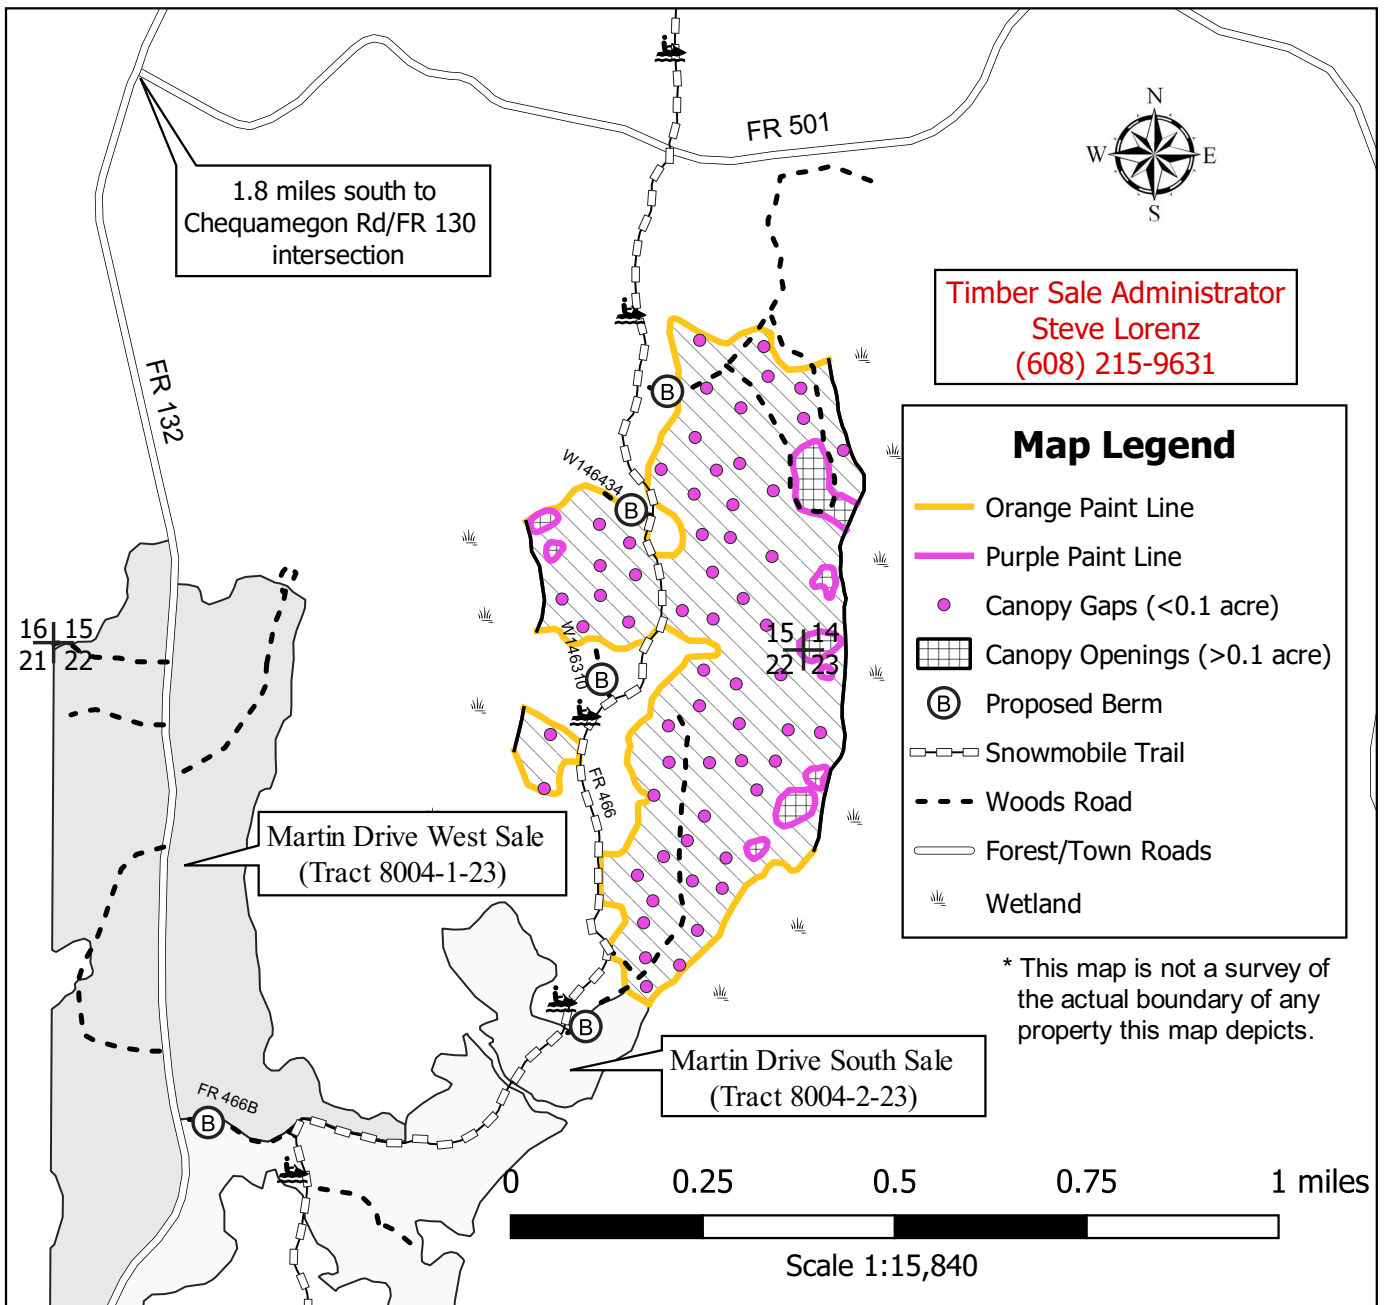 N
W E
S
FR 501
1.8 miles south to
Chequamegon Rd/FR 130
intersection
Timber Sale Administrator
Steve Lorenz
(608) 215-9631
FR 132
Map Legend
Orange Paint Line
Purple Paint Line
Canopy Gaps (<0.1 acre)
Canopy Openings (>0.1 acre)
B Proposed Berm
Snowmobile Trail
Woods Road
Forest/Town Roads
Wetland
B
W146434
B
16 15
21 22
15 14
22 23
W146310
B
FR 466
Martin Drive West Sale
(Tract 8004-1-23)
* This map is not a survey of
the actual boundary of any
property this map depicts.
B
Martin Drive South Sale
(Tract 8004-2-23)
FR 466B
B
0 0.25 0.5 0.75 1 miles
Scale 1:15,840